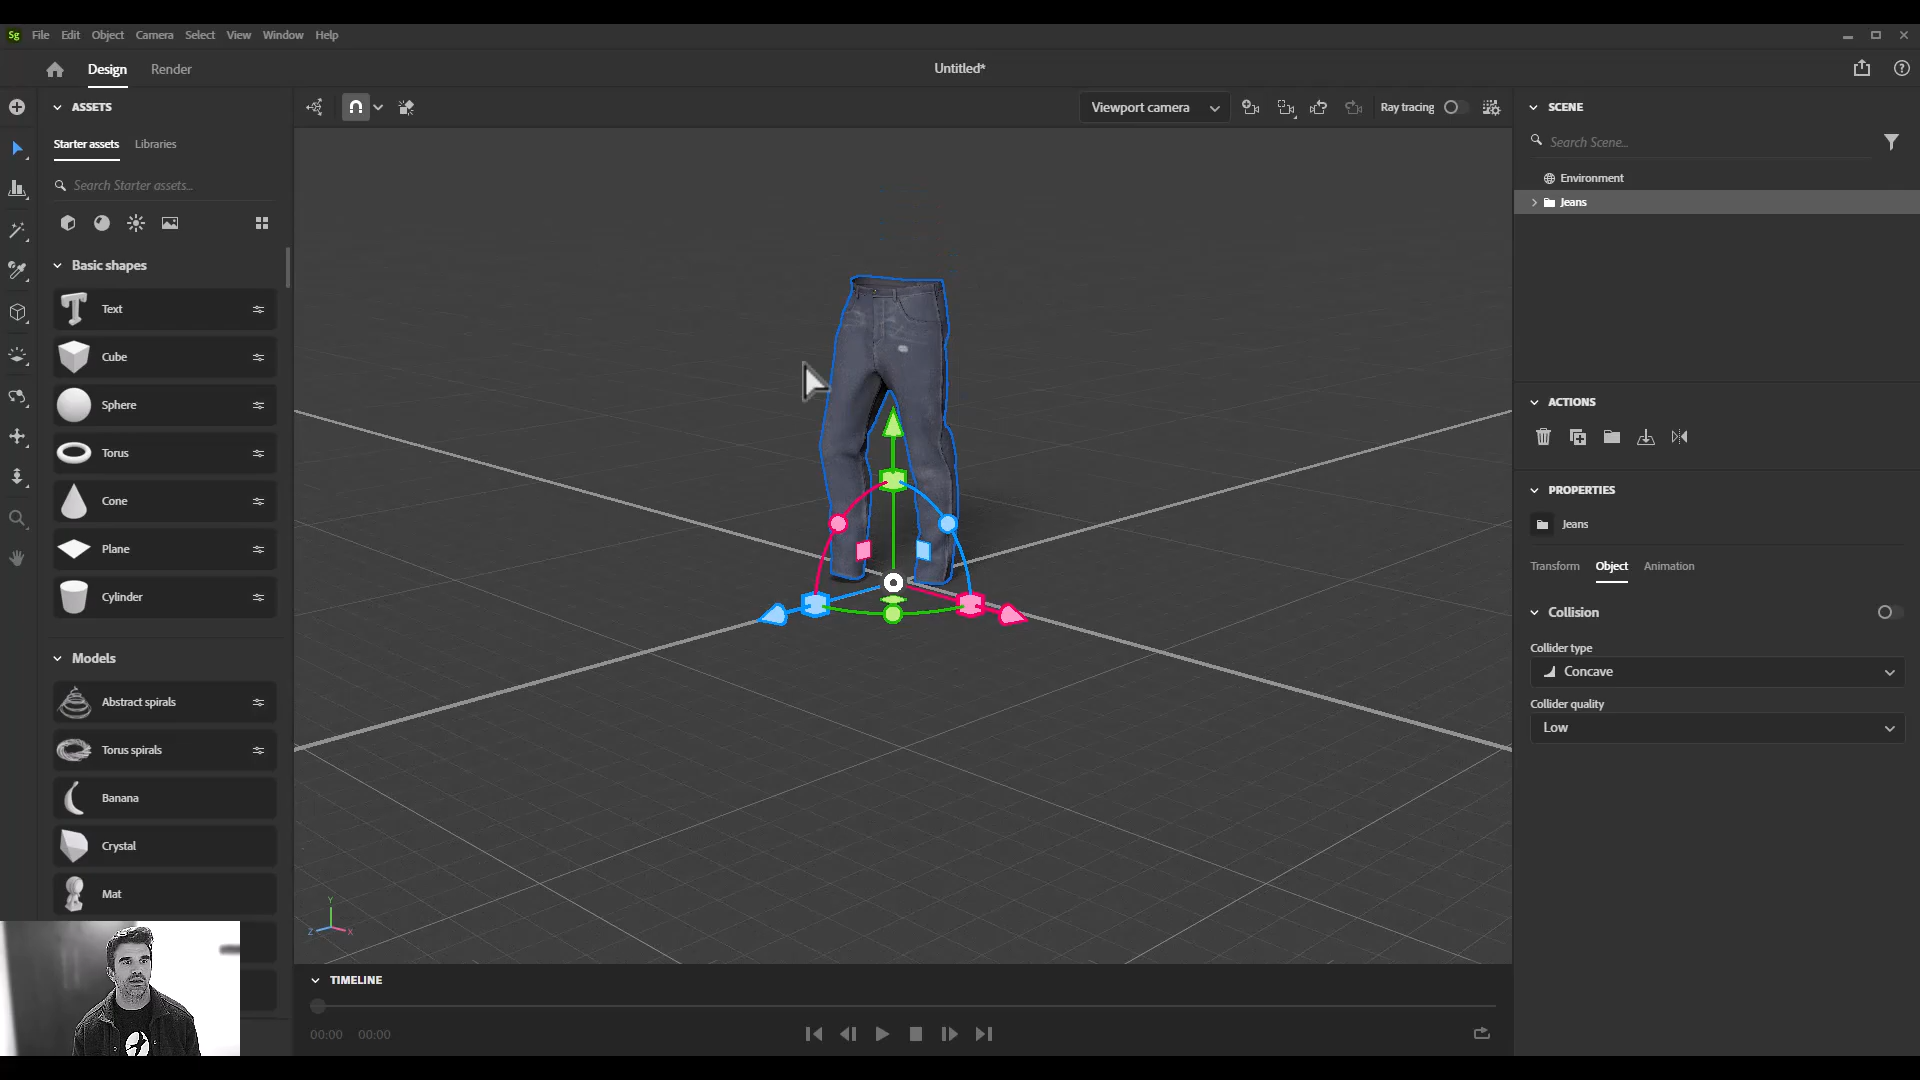 Sg File Edit Object Camera Select View Window Help
Design Render Untitled*
ASSETS
Starter assets Libraries
Search Starter assets...
Basic shapes
Text
Cube
Sphere
Torus
Cone
Plane
Cylinder
Models
Abstract spirals
Torus spirals
Banana
Crystal
Mat
Viewport camera Ray tracing
Y
Z X
TIMELINE
00:00 00:00
SCENE
Search Scene...
Environment
Jeans
ACTIONS
PROPERTIES
Jeans
Transform Object Animation
Collision
Collider type
Concave
Collider quality
Low